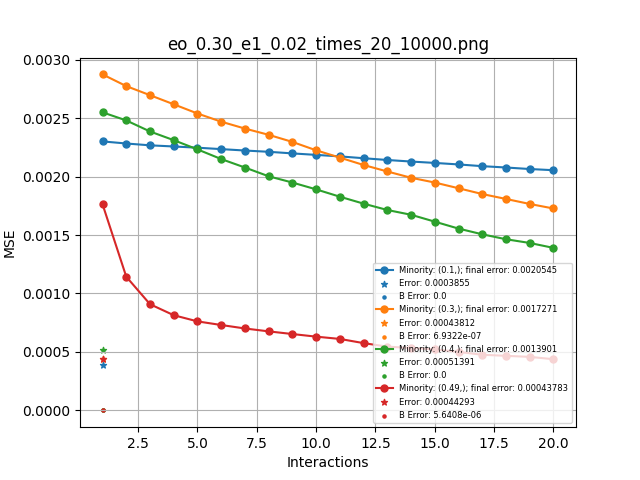 eo_0.30_e1_0.02_times_20_10000.png
0.0030
0.0025
0.0020
0.0015
0.0010
0.0005
0.0000
MSE
Minority: (0.1,); final error: 0.0020545
Error: 0.0003855
B Error: 0.0
Minority: (0.3,); final error: 0.0017271
Error: 0.00043812
B Error: 6.9322e-07
Minority: (0.4,); final error: 0.0013901
Error: 0.00051391
B Error: 0.0
Minority: (0.49,); final error: 0.00043783
Error: 0.00044293
B Error: 5.6408e-06
2.5 5.0 7.5 10.0 12.5 15.0 17.5 20.0
Interactions